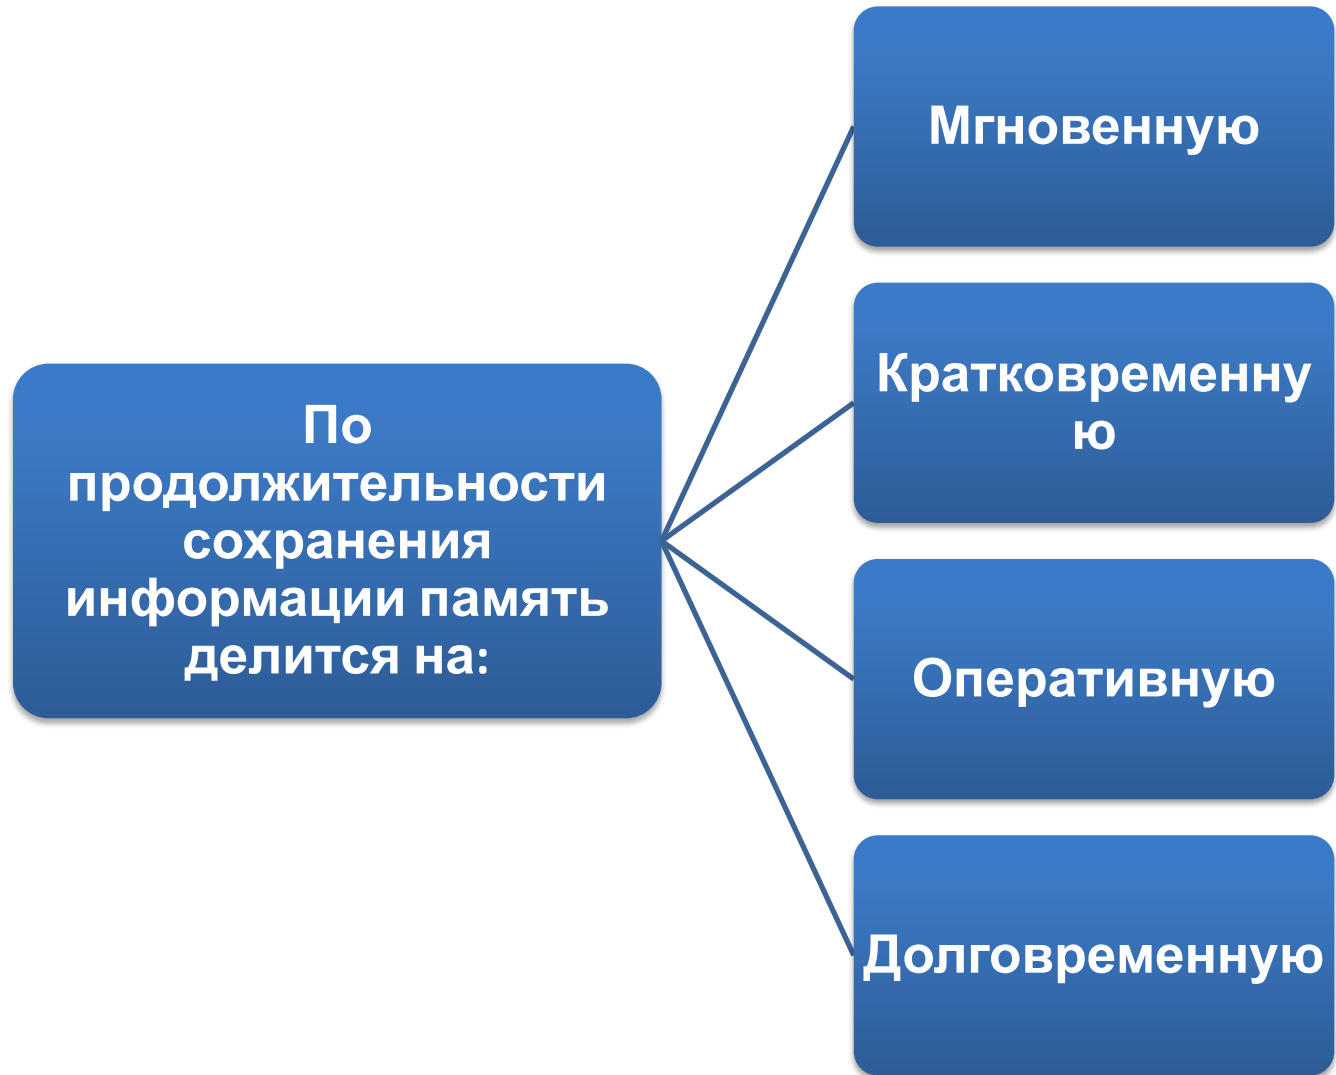 По
продолжительности
сохранения
информации память
делится на:
Мгновенную
Кратковременну
ю
Оперативную
Долговременную